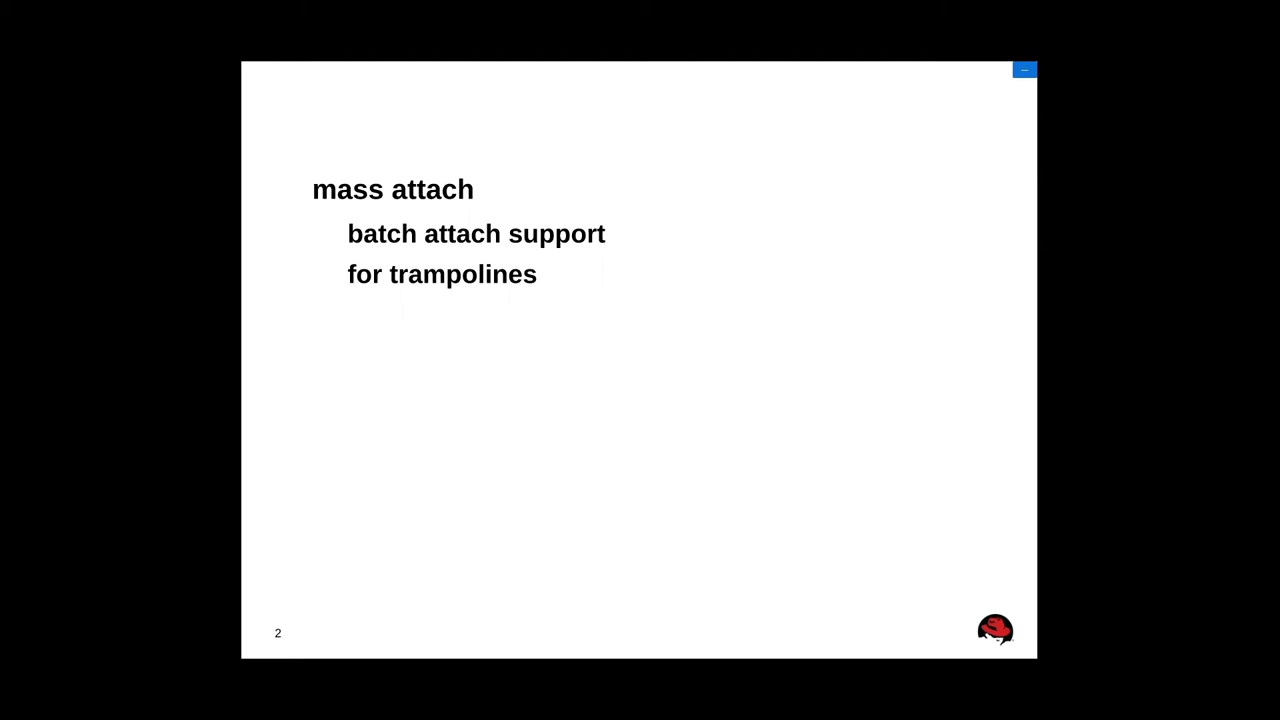 mass attach
batch attach support
for trampolines
2